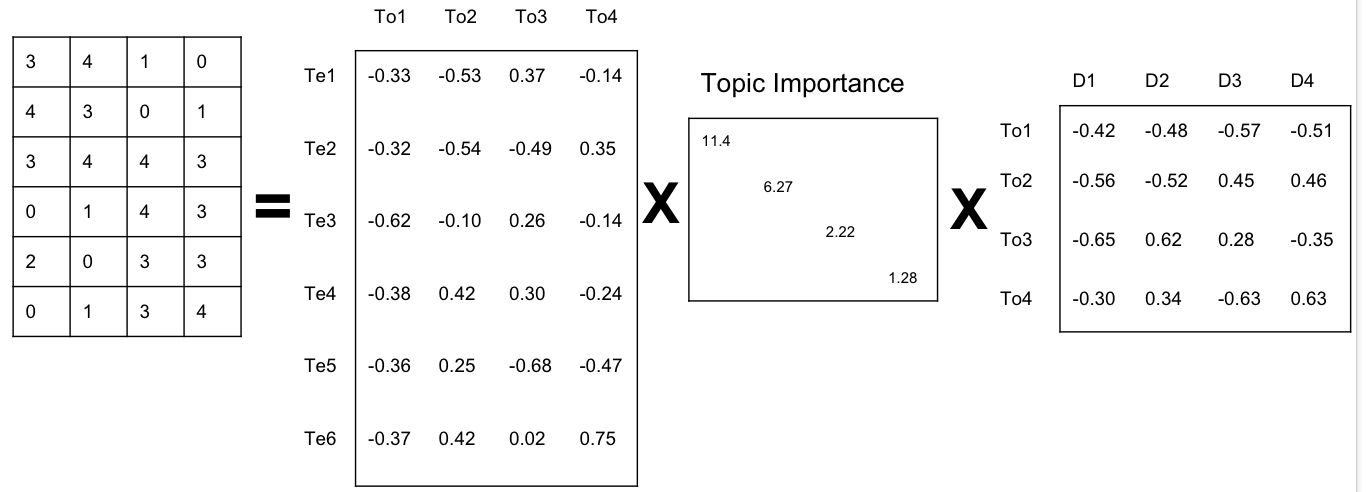 3 4 1 0
4 3 0 1
3 4 4 3
0 1 4 3
2 0 3 3
0 1 3 4
=
To1 To2 To3 To4
Te1 -0.33 -0.53 0.37 -0.14
Te2 -0.32 -0.54 -0.49 0.35
Te3 -0.62 -0.10 0.26 -0.14
Te4 -0.38 0.42 0.30 -0.24
Te5 -0.36 0.25 -0.68 -0.47
Te6 -0.37 0.42 0.02 0.75
X
Topic Importance
11.4
6.27
2.22
1.28
X
D1 D2 D3 D4
To1 -0.42 -0.48 -0.57 -0.51
To2 -0.56 -0.52 0.45 0.46
To3 -0.65 0.62 0.28 -0.35
To4 -0.30 0.34 -0.63 0.63